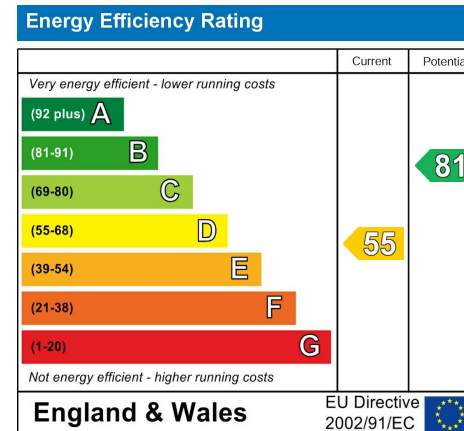 Energy Efficiency Rating
Current Potentia
Very energy efficient - lower running costs
(92 plus) A
(81-91) B
(69-80) C
(55-68) D
(39-54) E
(21-38) F
(1-20) G
55
81
Not energy efficient - higher running costs
England & Wales
EU Directive
2002/91/EC